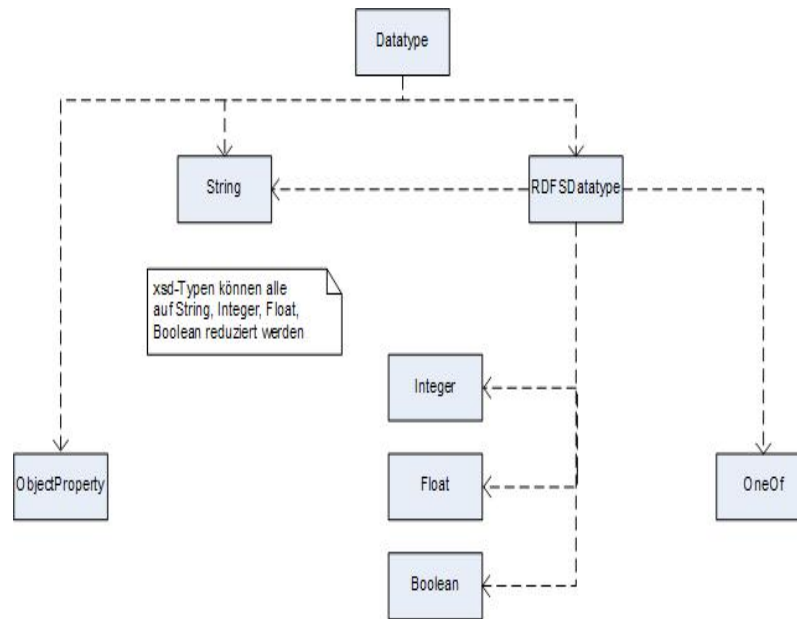 Datatype
String
RDFSDatatype
xsd-Typen können alle
auf String, Integer, Float,
Boolean reduziert werden
Integer
ObjectProperty
Float
OneOf
Boolean